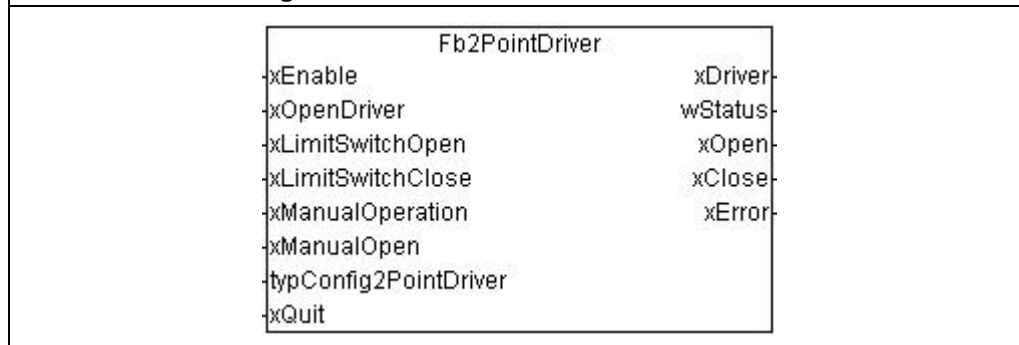 Fb2PointDriver
xEnable xDriver
xOpenDriver wStatus
xLimitSwitchOpen xOpen
xLimitSwitchClose xClose
xManualOperation xError
xManualOpen
typConfig2PointDriver
xQuit